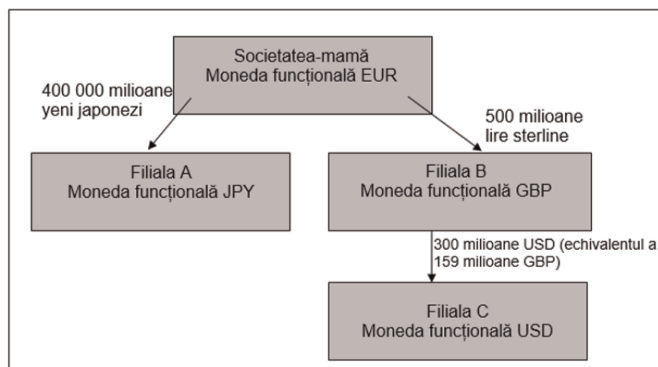 Societatea-mamă
Moneda funcțională EUR
400 000 milioane
yeni japonezi
500 milioane
lire sterline
Filiala A
Moneda funcțională JPY
Filiala B
Moneda funcțională GBP
300 milioane USD (echivalentul a
159 milioane GBP)
Filiala C
Moneda funcțională USD